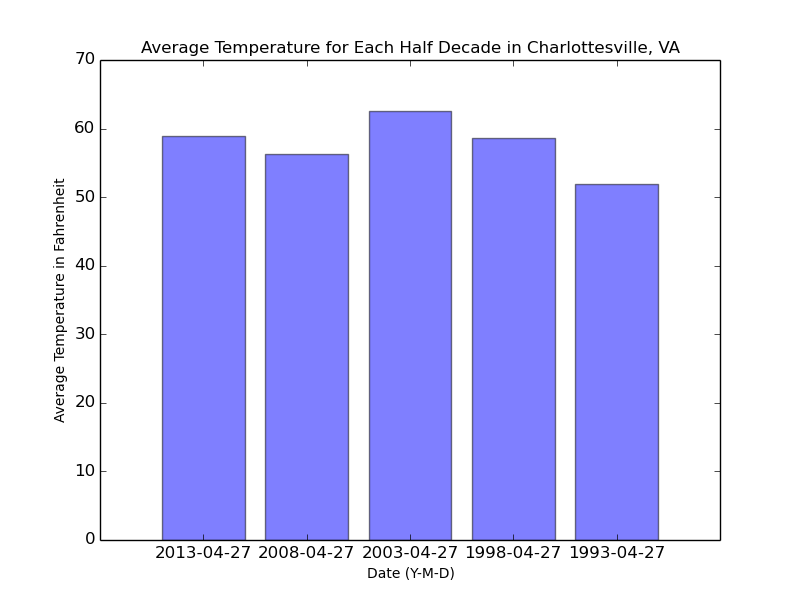 Average Temperature for Each Half Decade in Charlottesville, VA
70
60
50
40
30
20
10
0
Average Temperature in Fahrenheit
2013-04-27 2008-04-27 2003-04-27 1998-04-27 1993-04-27
Date (Y-M-D)